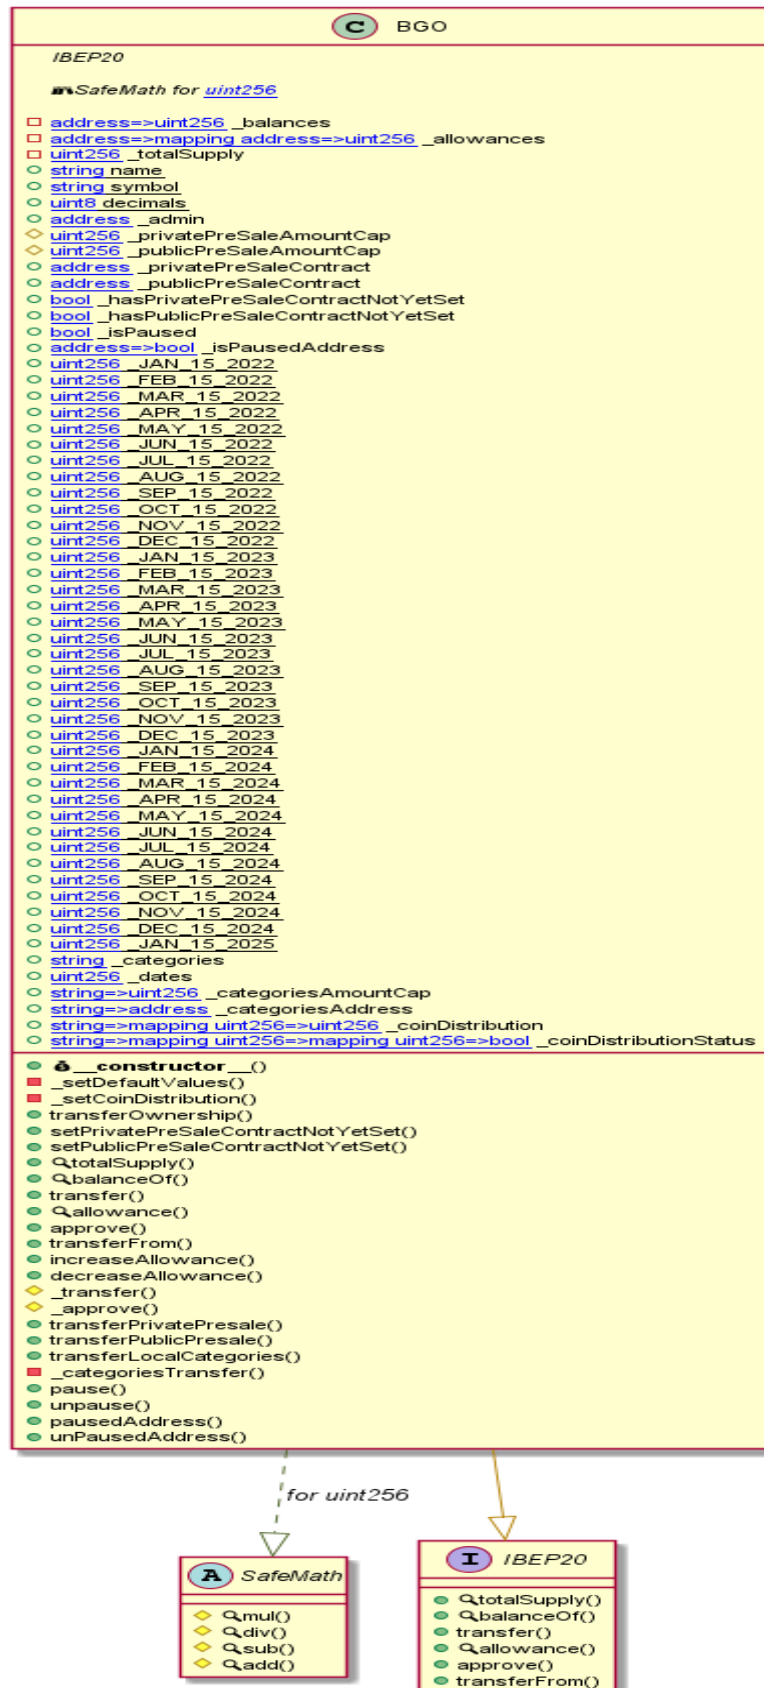 C BGO
IBEP20
SafeMath for uint256
address=>uint256 _balances
address=>mapping address=>uint256 _allowances
uint256 _totalSupply
string name
string symbol
uint8 decimals
address _admin
uint256 _privatePreSaleAmountCap
uint256 _publicPreSaleAmountCap
address _privatePreSaleContract
address _publicPreSaleContract
bool _hasPrivatePreSaleContractNotYetSet
bool _hasPublicPreSaleContractNotYetSet
bool _isPaused
address=>bool _isPausedAddress
uint256 _JAN_15_2022
uint256 _FEB_15_2022
uint256 _MAR_15_2022
uint256 _APR_15_2022
uint256 _MAY_15_2022
uint256 _JUN_15_2022
uint256 _JUL_15_2022
uint256 _AUG_15_2022
uint256 _SEP_15_2022
uint256 _OCT_15_2022
uint256 _NOV_15_2022
uint256 _DEC_15_2022
uint256 _JAN_15_2023
uint256 _FEB_15_2023
uint256 _MAR_15_2023
uint256 _APR_15_2023
uint256 _MAY_15_2023
uint256 _JUN_15_2023
uint256 _JUL_15_2023
uint256 _AUG_15_2023
uint256 _SEP_15_2023
uint256 _OCT_15_2023
uint256 _NOV_15_2023
uint256 _DEC_15_2023
uint256 _JAN_15_2024
uint256 _FEB_15_2024
uint256 _MAR_15_2024
uint256 _APR_15_2024
uint256 _MAY_15_2024
uint256 _JUN_15_2024
uint256 _JUL_15_2024
uint256 _AUG_15_2024
uint256 _SEP_15_2024
uint256 _OCT_15_2024
uint256 _NOV_15_2024
uint256 _DEC_15_2024
uint256 _JAN_15_2025
string _categories
uint256 _dates
string=>uint256 _categoriesAmountCap
string=>address _categoriesAddress
string=>mapping uint256=>uint256 _coinDistribution
string=>mapping uint256=>mapping uint256=>bool _coinDistributionStatus
__constructor__()
_setDefaultValues()
_setCoinDistribution()
transferOwnership()
setPrivatePreSaleContractNotYetSet()
setPublicPreSaleContractNotYetSet()
totalSupply()
balanceOf()
transfer()
allowance()
approve()
transferFrom()
increaseAllowance()
decreaseAllowance()
_transfer()
_approve()
transferPrivatePresale()
transferPublicPresale()
transferLocalCategories()
_categoriesTransfer()
pause()
unpause()
pausedAddress()
unPausedAddress()
for uint256
A SafeMath
mul()
div()
sub()
add()
I IBEP20
totalSupply()
balanceOf()
transfer()
allowance()
approve()
transferFrom()